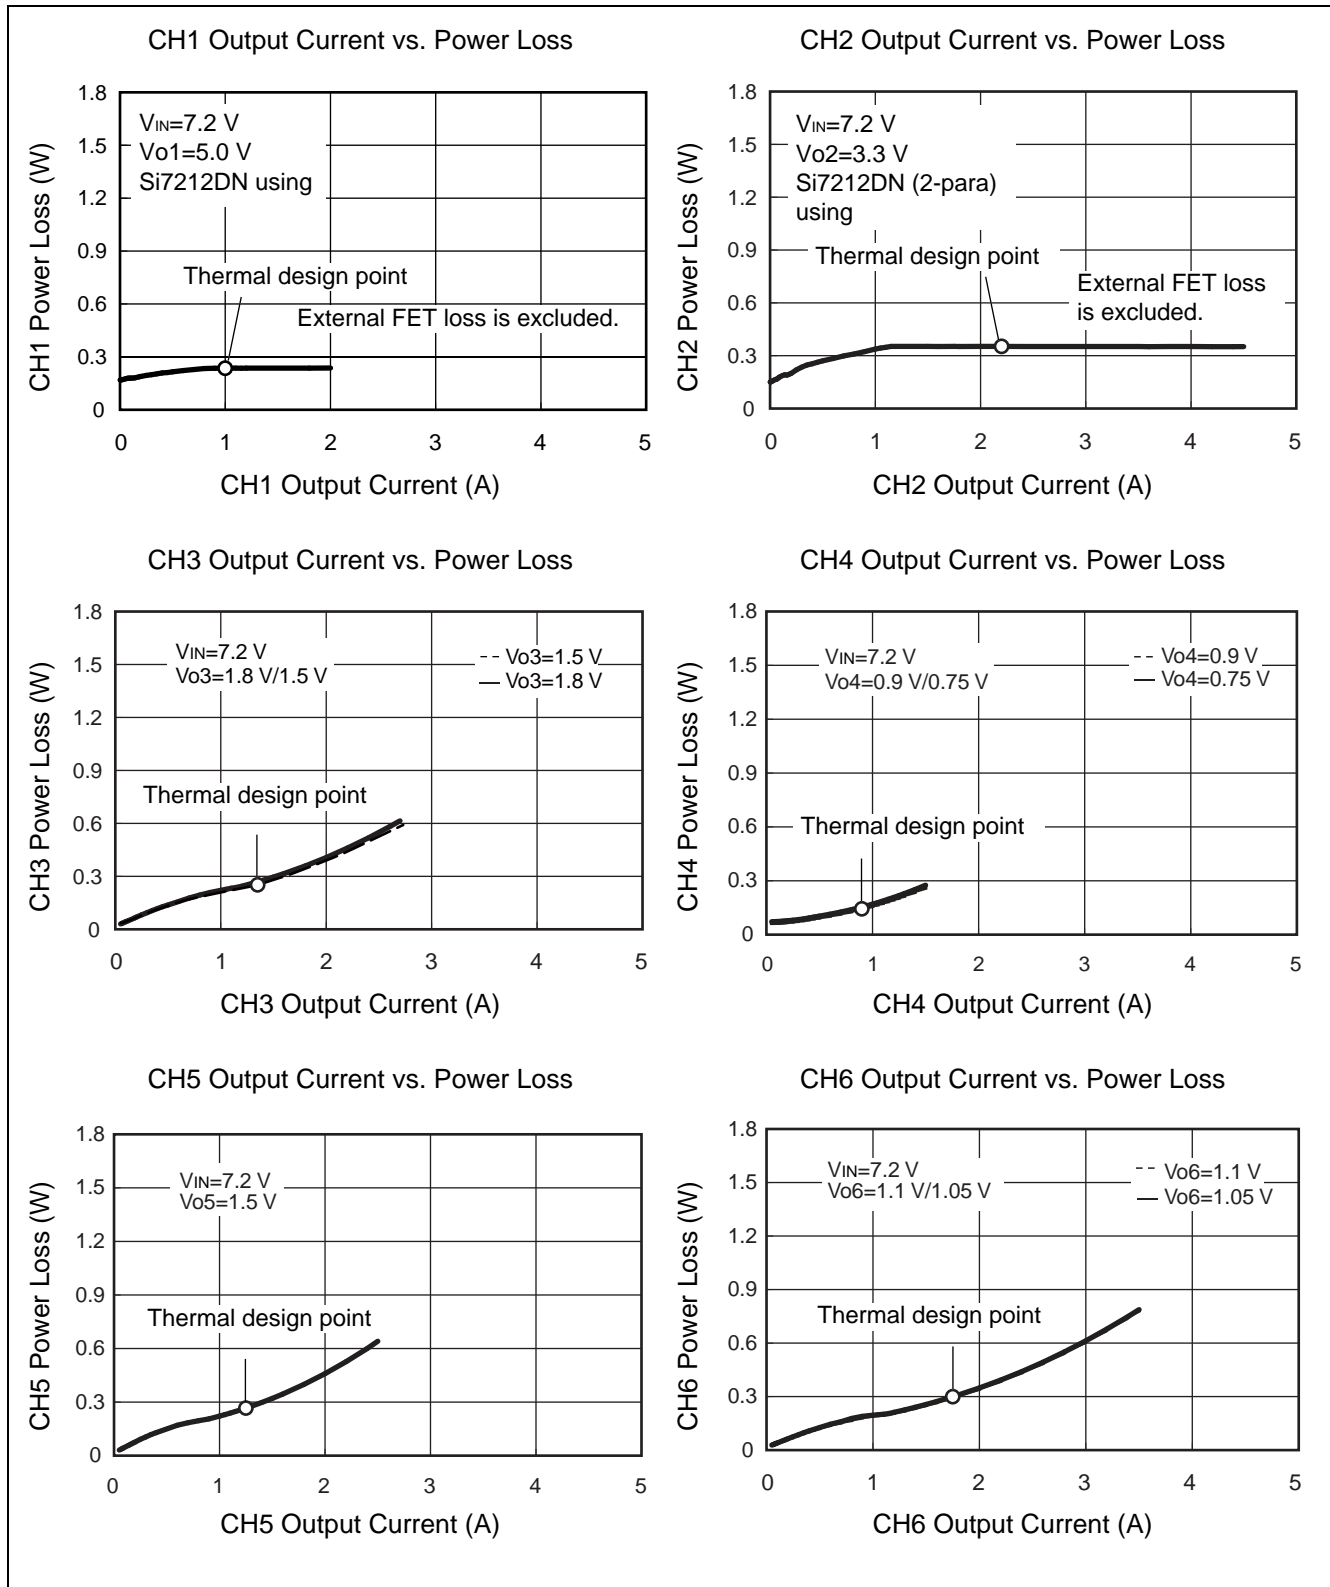 CH1 Output Current vs. Power Loss
CH1 Power Loss (W)
1.8
1.5
1.2
0.9
0.6
0.3
0
VIN=7.2 V
Vo1=5.0 V
Si7212DN using
Thermal design point
External FET loss is excluded.
0 1 2 3 4 5
CH1 Output Current (A)
CH2 Output Current vs. Power Loss
CH2 Power Loss (W)
1.8
1.5
1.2
0.9
0.6
0.3
0
VIN=7.2 V
Vo2=3.3 V
Si7212DN (2-para)
using
Thermal design point
External FET loss
is excluded.
0 1 2 3 4 5
CH2 Output Current (A)
CH3 Output Current vs. Power Loss
CH3 Power Loss (W)
1.8
1.5
1.2
0.9
0.6
0.3
0
VIN=7.2 V
Vo3=1.8 V/1.5 V
Vo3=1.5 V
Vo3=1.8 V
Thermal design point
0 1 2 3 4 5
CH3 Output Current (A)
CH4 Output Current vs. Power Loss
CH4 Power Loss (W)
1.8
1.5
1.2
0.9
0.6
0.3
0
VIN=7.2 V
Vo4=0.9 V/0.75 V
Vo4=0.9 V
Vo4=0.75 V
Thermal design point
0 1 2 3 4 5
CH4 Output Current (A)
CH5 Output Current vs. Power Loss
CH5 Power Loss (W)
1.8
1.5
1.2
0.9
0.6
0.3
0
VIN=7.2 V
Vo5=1.5 V
Thermal design point
0 1 2 3 4 5
CH5 Output Current (A)
CH6 Output Current vs. Power Loss
CH6 Power Loss (W)
1.8
1.5
1.2
0.9
0.6
0.3
0
VIN=7.2 V
Vo6=1.1 V/1.05 V
Vo6=1.1 V
Vo6=1.05 V
Thermal design point
0 1 2 3 4 5
CH6 Output Current (A)